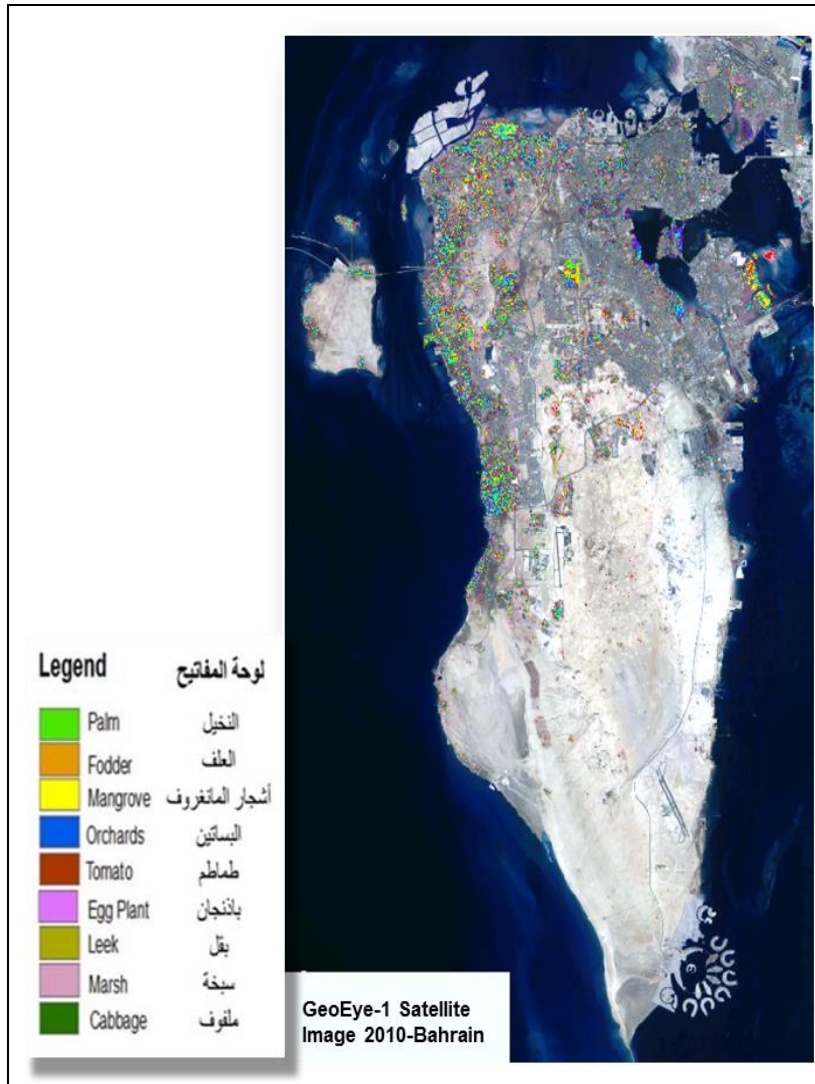 Legend لوحة المفاتيح
Palm النخيل
Fodder العلف
Mangrove أشجار المانغروف
Orchards البساتين
Tomato طماطم
Egg Plant باذنجان
Leek بقل
Marsh سبخة
Cabbage ملفوف
GeoEye-1 Satellite
Image 2010-Bahrain